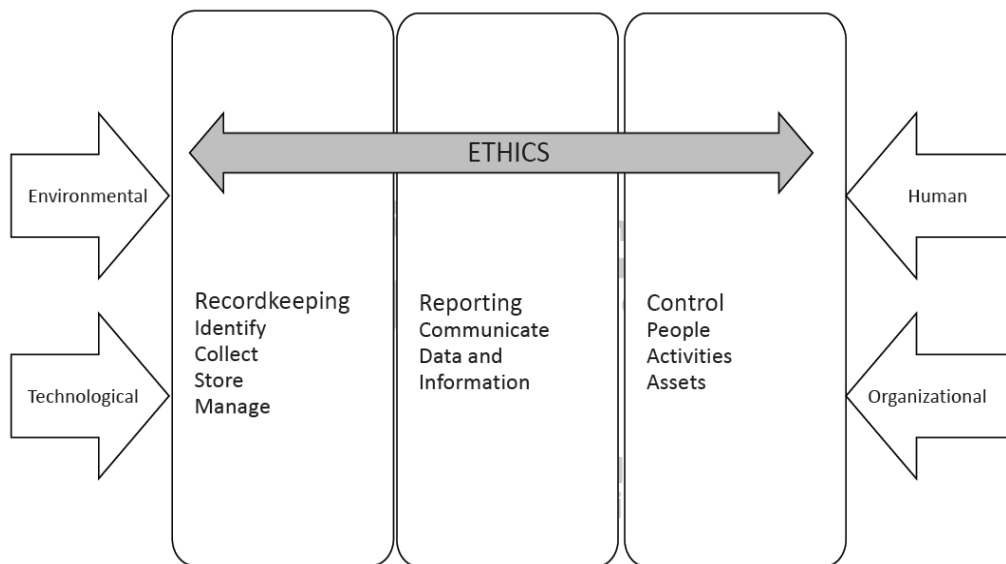 ETHICS
Environmental
Human
Recordkeeping
Identify
Collect
Store
Manage
Reporting
Communicate
Data and
Information
Control
People
Activities
Assets
Technological
Organizational